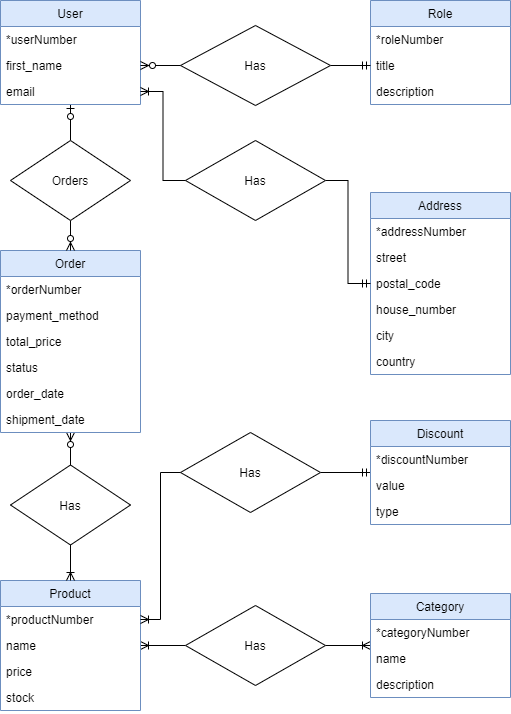 User
*userNumber
first_name
email
Has
Role
*roleNumber
title
description
Orders
Has
Address
*addressNumber
street
postal_code
house_number
city
country
Order
*orderNumber
payment_method
total_price
status
order_date
shipment_date
Has
Has
Discount
*discountNumber
value
type
Product
*productNumber
name
price
stock
Has
Category
*categoryNumber
name
description